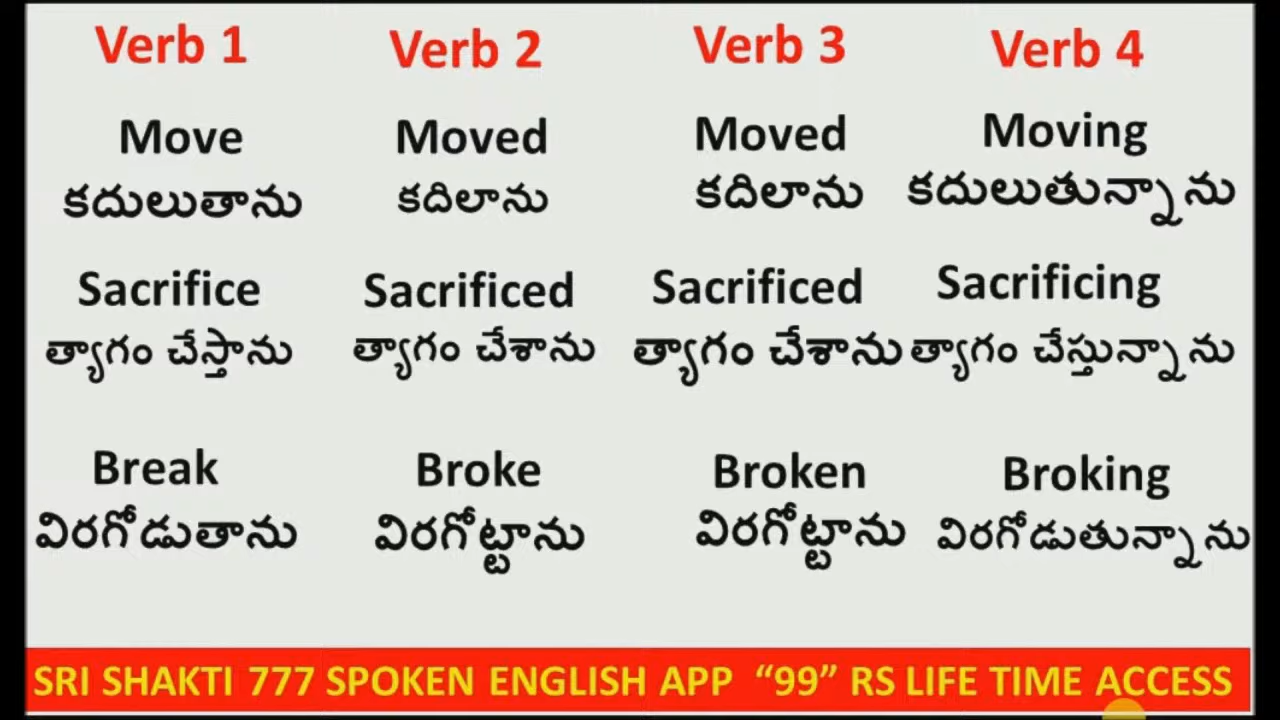 Verb 1 Verb 2 Verb 3 Verb 4
Move Moved Moved Moving
కదులుతాను కదిలాను కదిలాను కదులుతున్నాను
Sacrifice Sacrificed Sacrificed Sacrificing
త్యాగం చేస్తాను త్యాగం చేశాను త్యాగం చేశాను త్యాగం చేస్తున్నాను
Break Broke Broken Broking
విరగోడుతాను విరగోట్టాను విరగోట్టాను విరగోడుతున్నాను
SRI SHAKTI 777 SPOKEN ENGLISH APP “99” RS LIFE TIME ACCESS